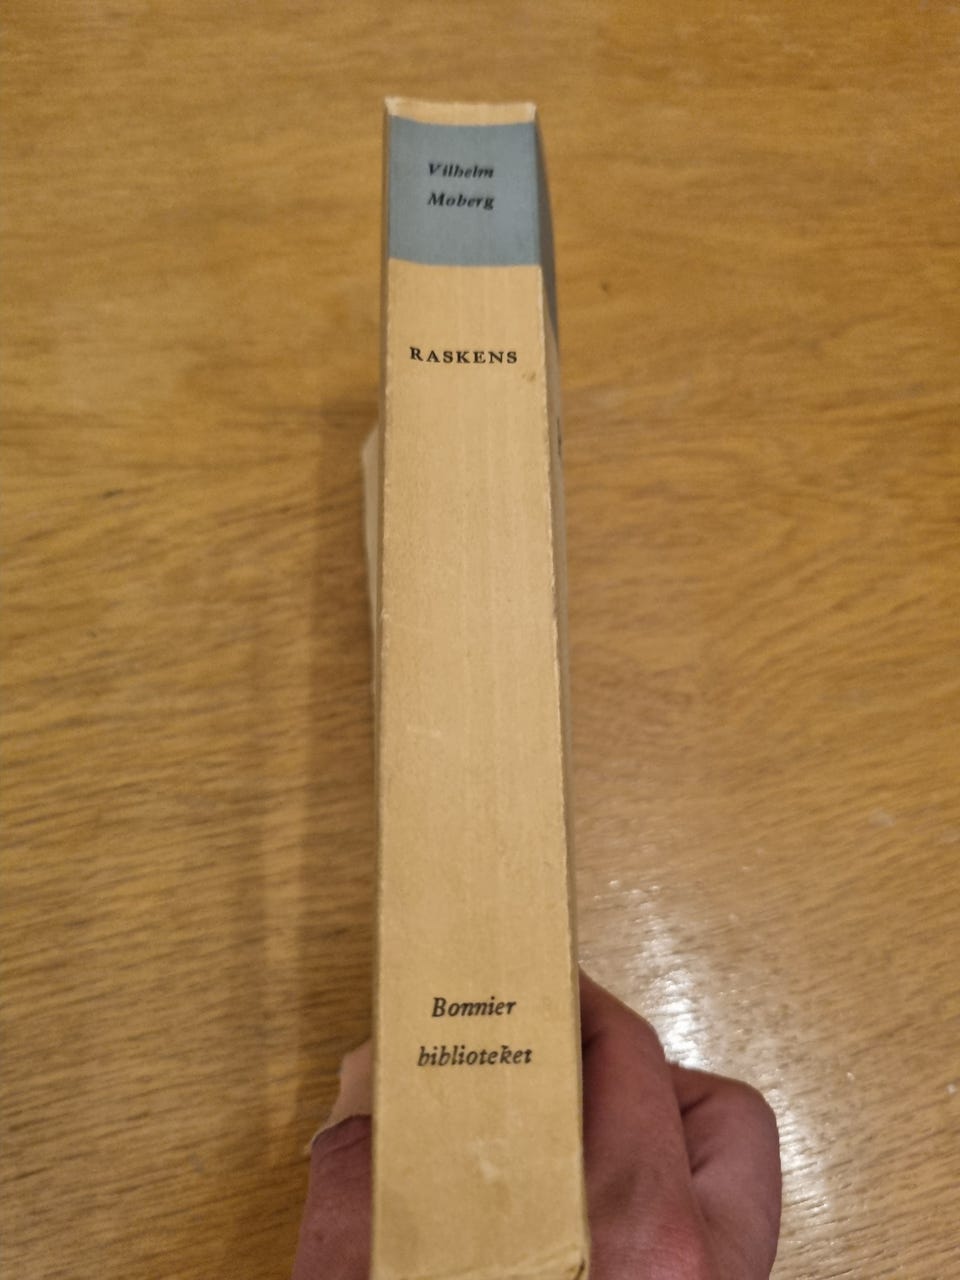 Vilhelm
Moberg
RASKENS
Bonnier
biblioteket